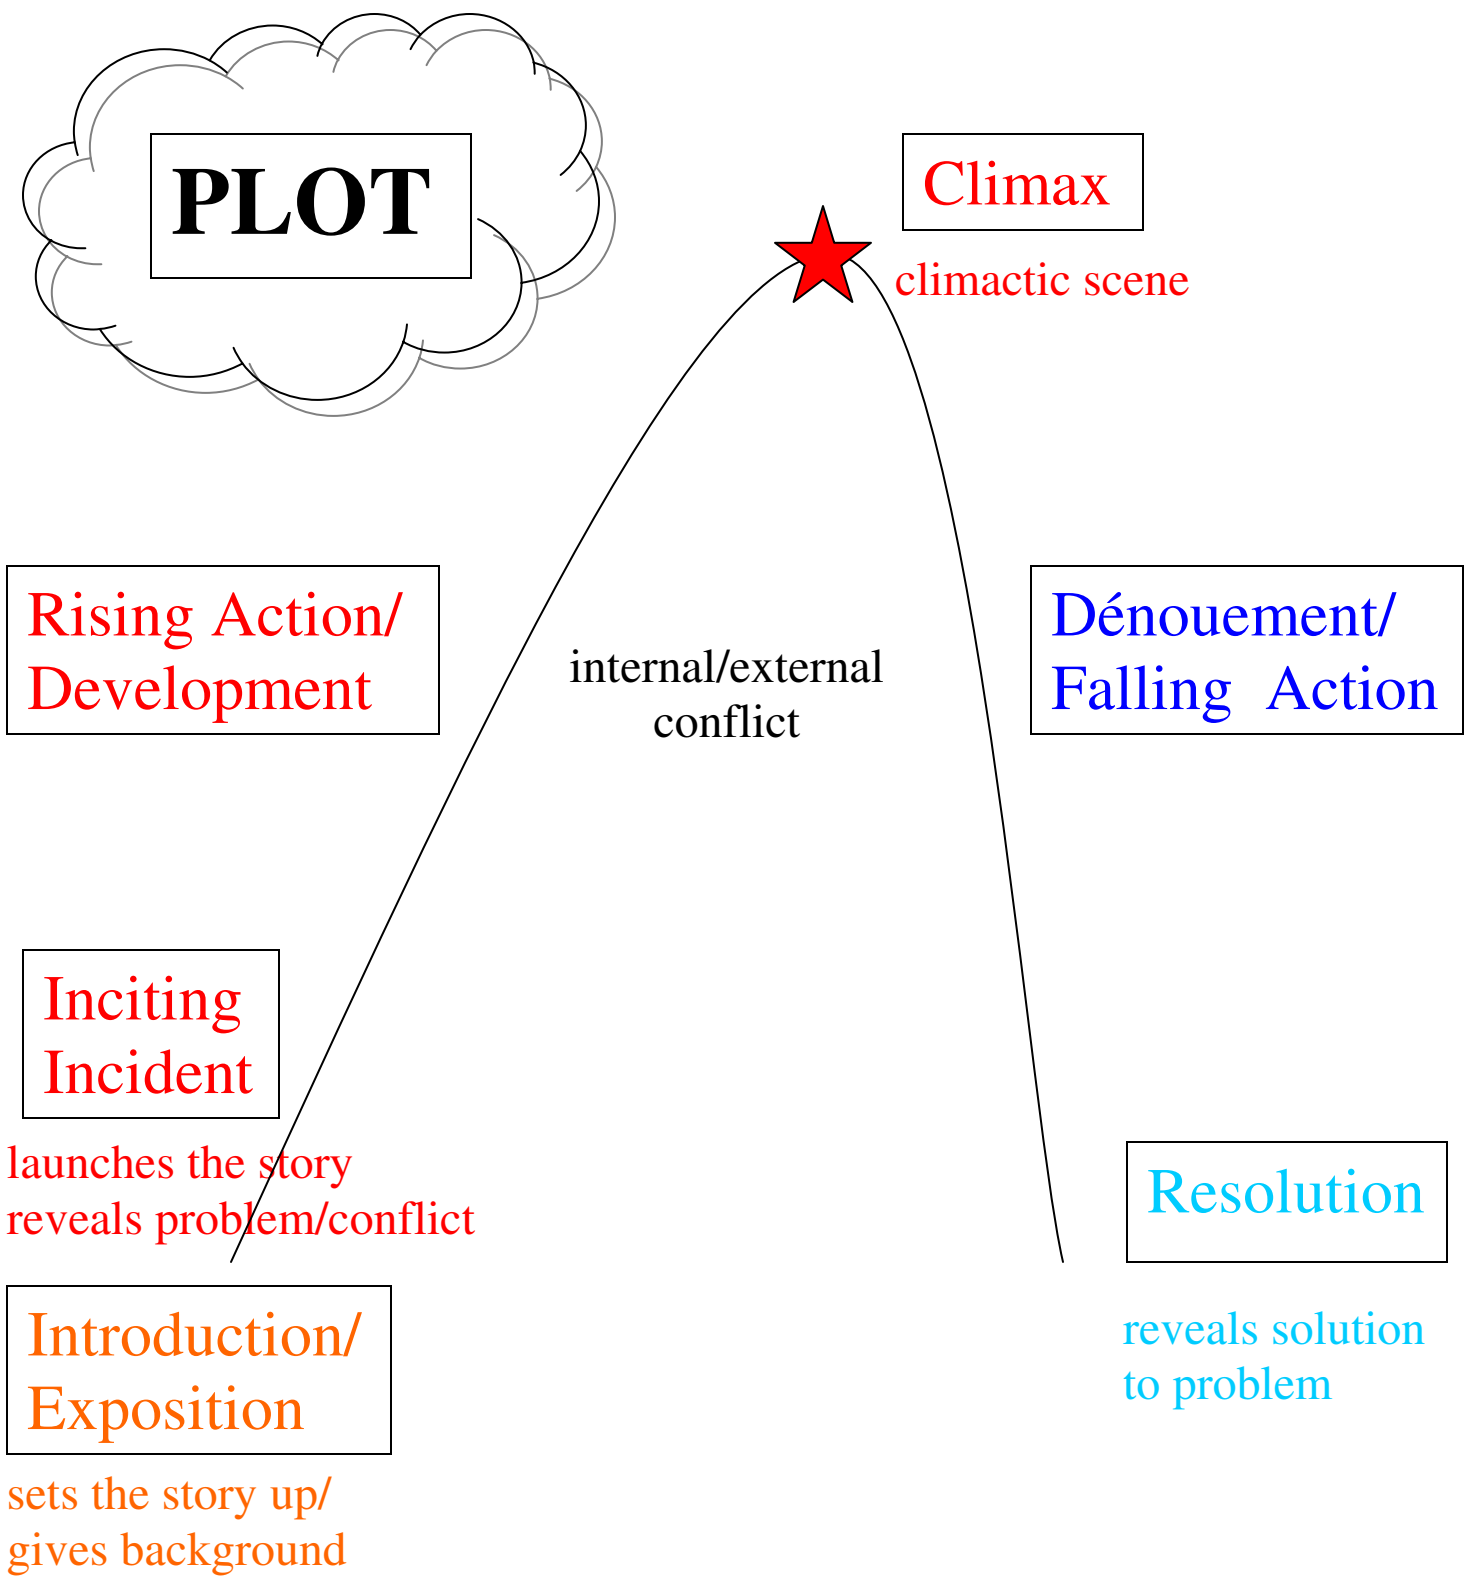 PLOT
Climax
climactic scene
Rising Action/
Development
internal/external
conflict
Dénouement/
Falling  Action
Inciting
Incident
launches the story
reveals problem/conflict
Resolution
reveals solution
to problem
Introduction/
Exposition
sets the story up/
gives background